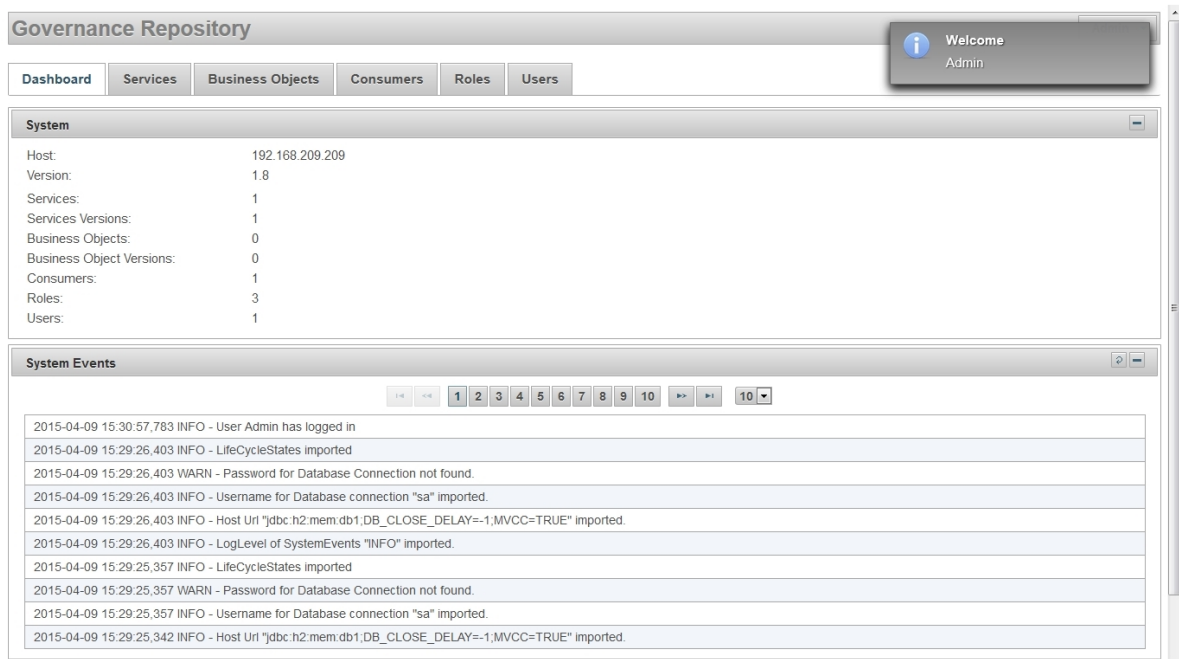 Governance Repository
Welcome
Admin
Dashboard Services Business Objects Consumers Roles Users
System
Host: 192.168.209.209
Version: 1.8
Services: 1
Services Versions: 1
Business Objects: 0
Business Object Versions: 0
Consumers: 1
Roles: 3
Users: 1
System Events
1 2 3 4 5 6 7 8 9 10 10
2015-04-09 15:30:57,783 INFO - User Admin has logged in
2015-04-09 15:29:26,403 INFO - LifeCycleStates imported
2015-04-09 15:29:26,403 WARN - Password for Database Connection not found.
2015-04-09 15:29:26,403 INFO - Username for Database connection "sa" imported.
2015-04-09 15:29:26,403 INFO - Host Url "jdbc:h2:mem:db1;DB_CLOSE_DELAY=-1;MVCC=TRUE" imported.
2015-04-09 15:29:26,403 INFO - LogLevel of SystemEvents "INFO" imported.
2015-04-09 15:29:25,357 INFO - LifeCycleStates imported
2015-04-09 15:29:25,357 WARN - Password for Database Connection not found.
2015-04-09 15:29:25,357 INFO - Username for Database connection "sa" imported.
2015-04-09 15:29:25,342 INFO - Host Url "jdbc:h2:mem:db1;DB_CLOSE_DELAY=-1;MVCC=TRUE" imported.